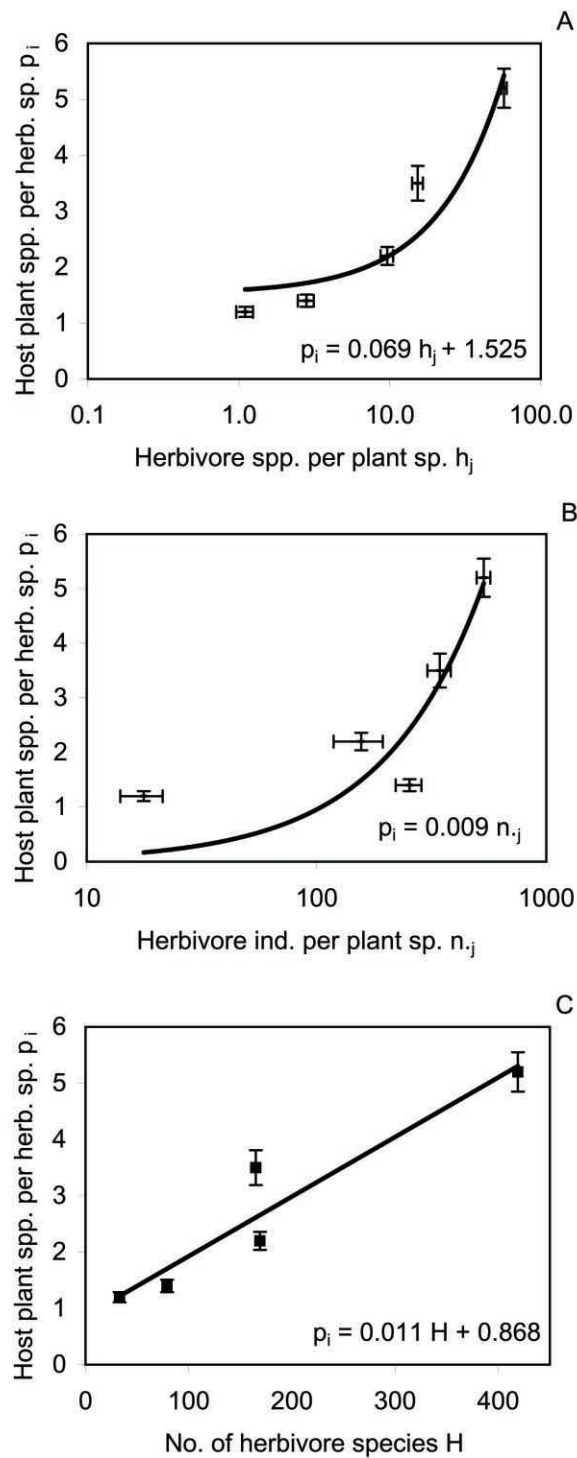 A
Host plant spp. per herb. sp. pᵢ
6
5
4
3
2
1
0
pᵢ = 0.069 hⱼ + 1.525
0.1 1.0 10.0 100.0
Herbivore spp. per plant sp. hⱼ
B
Host plant spp. per herb. sp. pᵢ
6
5
4
3
2
1
0
pᵢ = 0.009 n.ⱼ
10 100 1000
Herbivore ind. per plant sp. n.ⱼ
C
Host plant spp. per herb. sp. pᵢ
6
5
4
3
2
1
0
pᵢ = 0.011 H + 0.868
0 100 200 300 400
No. of herbivore species H